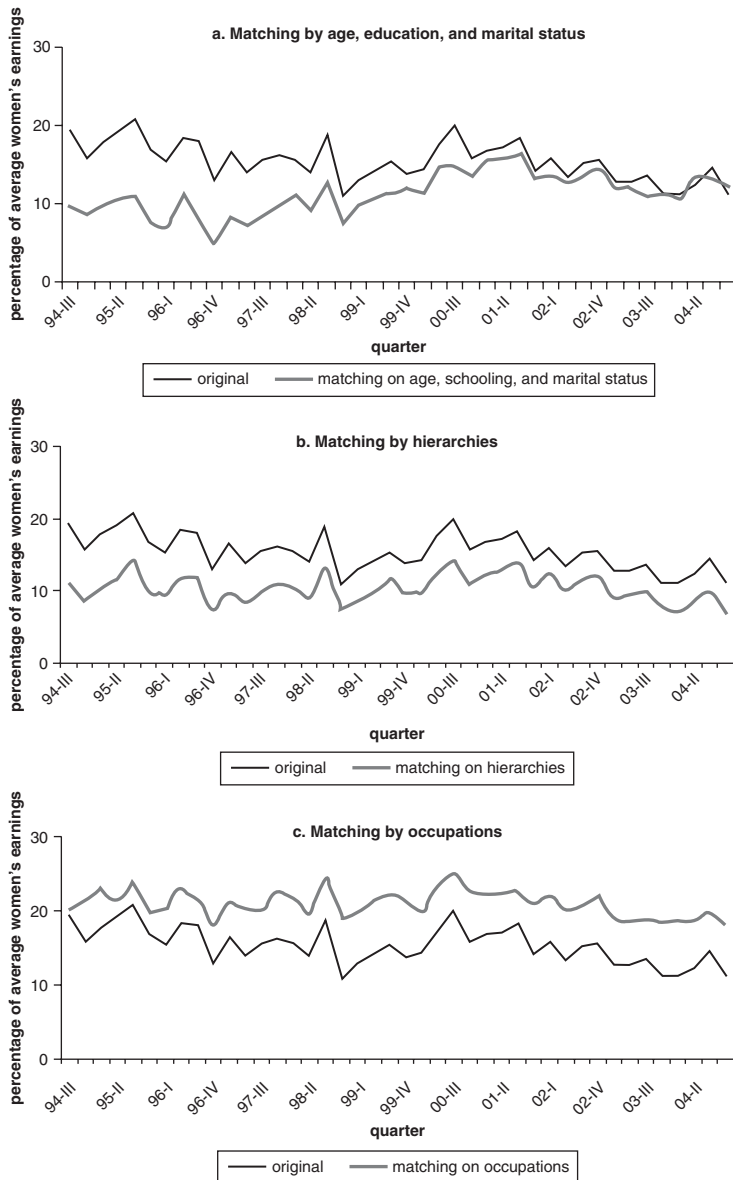 a. Matching by age, education, and marital status
percentage of average women's earnings
30
20
10
0
94-III
95-II
96-I
96-IV
97-III
98-II
99-I
99-IV
00-III
01-II
02-I
02-IV
03-III
04-II
quarter
original
matching on age, schooling, and marital status
b. Matching by hierarchies
percentage of average women's earnings
30
20
10
0
94-III
95-II
96-I
96-IV
97-III
98-II
99-I
99-IV
00-III
01-II
02-I
02-IV
03-III
04-II
quarter
original
matching on hierarchies
c. Matching by occupations
percentage of average women's earnings
30
20
10
0
94-III
95-II
96-I
96-IV
97-III
98-II
99-I
99-IV
00-III
01-II
02-I
02-IV
03-III
04-II
quarter
original
matching on occupations